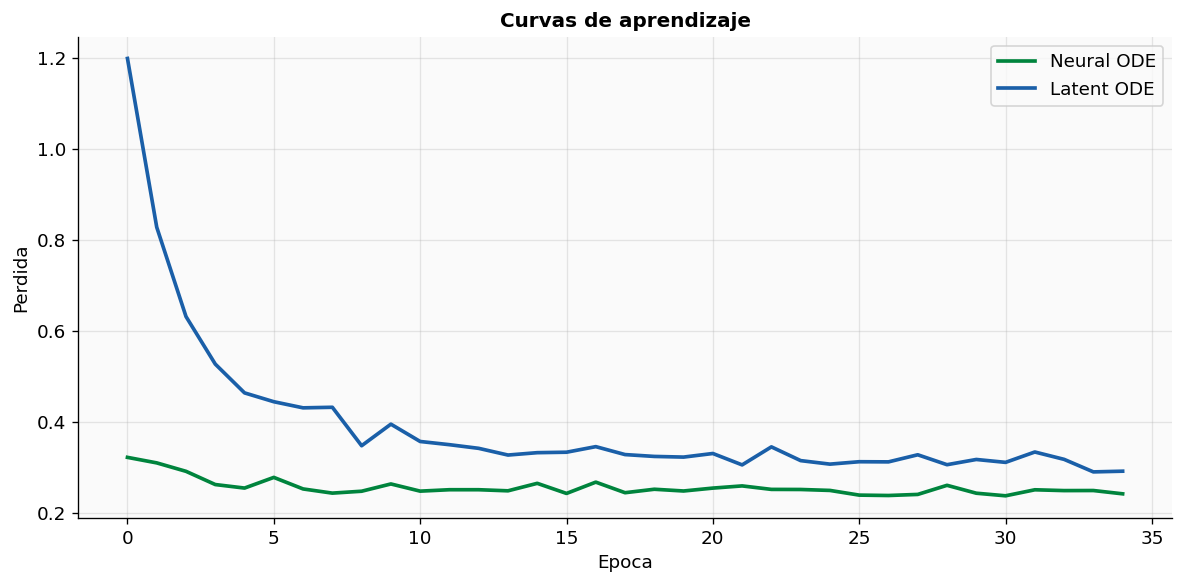 Curvas de aprendizaje
Neural ODE
Latent ODE
Perdida
1.2
1.0
0.8
0.6
0.4
0.2
0 5 10 15 20 25 30 35
Epoca